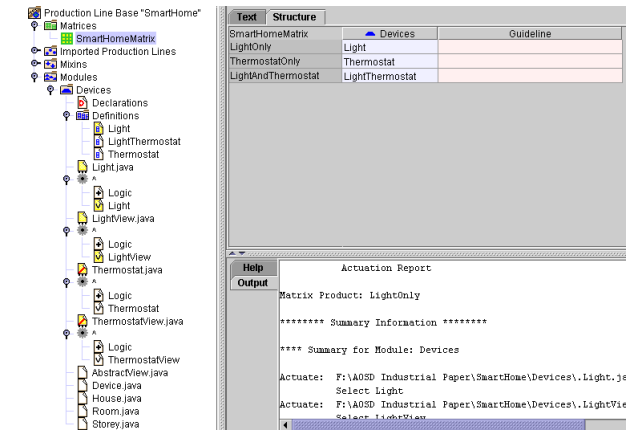 Production Line Base "SmartHome"
Matrices
SmartHomeMatrix
Imported Production Lines
Mixins
Modules
Devices
Declarations
Definitions
Light
LightThermostat
Thermostat
Light.java
^
Logic
Light
LightView.java
^
Logic
LightView
Thermostat.java
^
Logic
Thermostat
ThermostatView.java
^
Logic
ThermostatView
AbstractView.java
Device.java
House.java
Room.java
Storey.java
Text Structure
SmartHomeMatrix Devices Guideline
LightOnly Light
ThermostatOnly Thermostat
LightAndThermostat LightThermostat
Help
Output
Actuation Report
Matrix Product: LightOnly
******** Summary Information ********
**** Summary for Module: Devices
Actuate: F:\AOSD Industrial Paper\SmartHome\Devices\.Light.ja
Select Light
Actuate: F:\AOSD Industrial Paper\SmartHome\Devices\.LightVie
Select LightView